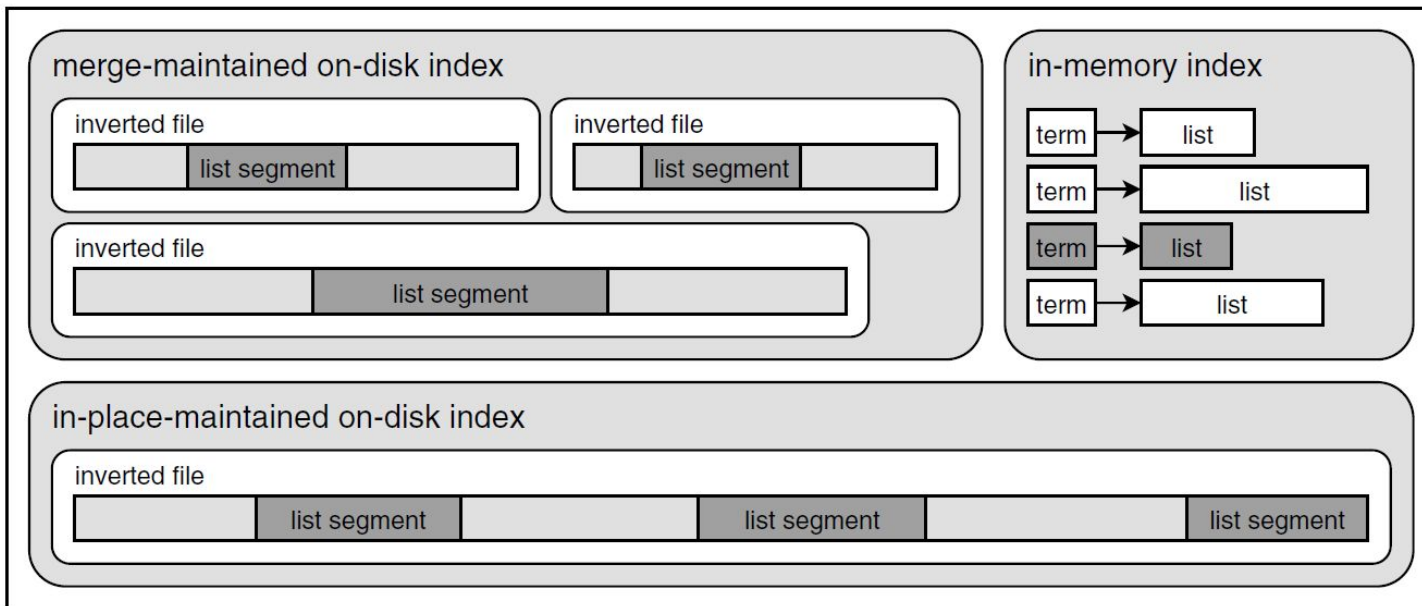 merge-maintained on-disk index
inverted file
list segment
inverted file
list segment
inverted file
list segment
in-memory index
term list
term list
term list
term list
in-place-maintained on-disk index
inverted file
list segment list segment list segment